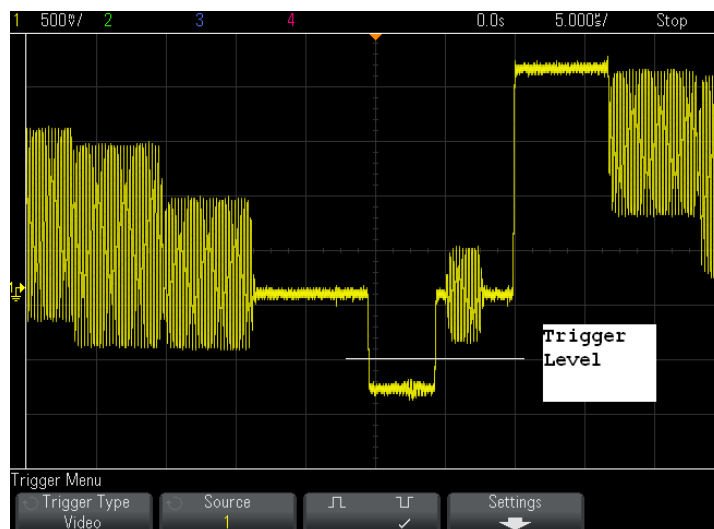 1 500▽/ 2 3 4 0.0s 5.000㎲/ Stop
Trigger
Level
Trigger Menu
Trigger Type Source Settings
Video 1